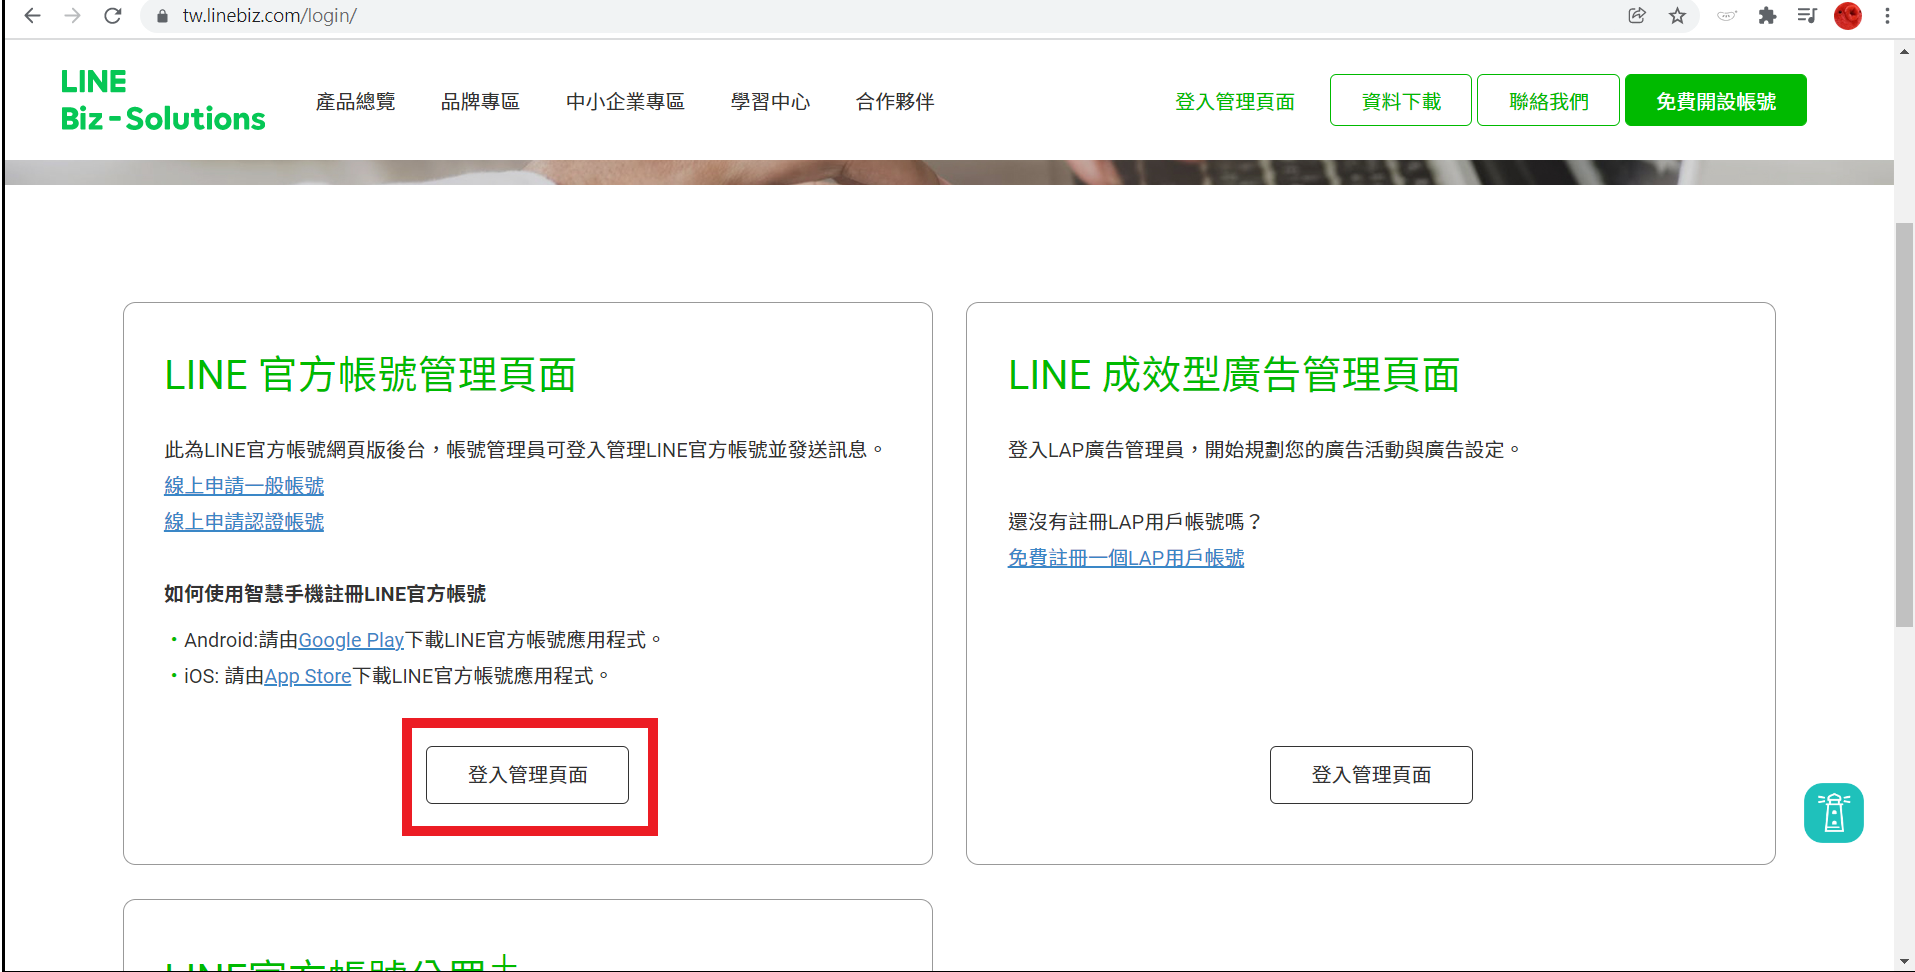 tw.linebiz.com/login/
LINE
Biz-Solutions
產品總覽 品牌專區 中小企業專區 學習中心 合作夥伴 登入管理頁面 資料下載 聯絡我們 免費開設帳號
LINE 官方帳號管理頁面
此為LINE官方帳號網頁版後台，帳號管理員可登入管理LINE官方帳號並發送訊息。
線上申請一般帳號
線上申請認證帳號
如何使用智慧手機註冊LINE官方帳號
・Android:請由Google Play下載LINE官方帳號應用程式。
・iOS: 請由App Store下載LINE官方帳號應用程式。
登入管理頁面
LINE 成效型廣告管理頁面
登入LAP廣告管理員，開始規劃您的廣告活動與廣告設定。
還沒有註冊LAP用戶帳號嗎？
免費註冊一個LAP用戶帳號
登入管理頁面
LINE官方帳號分眾+